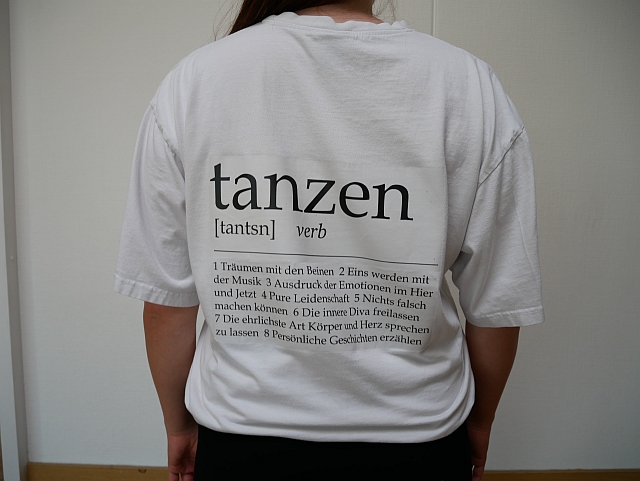 tanzen
[tantsn] verb
1 Träumen mit den Beinen 2 Eins werden mit
der Musik 3 Ausdruck der Emotionen im Hier
und Jetzt 4 Pure Leidenschaft 5 Nichts falsch
machen können 6 Die innere Diva freilassen
7 Die ehrlichste Art Körper und Herz sprechen
zu lassen 8 Persönliche Geschichten erzählen